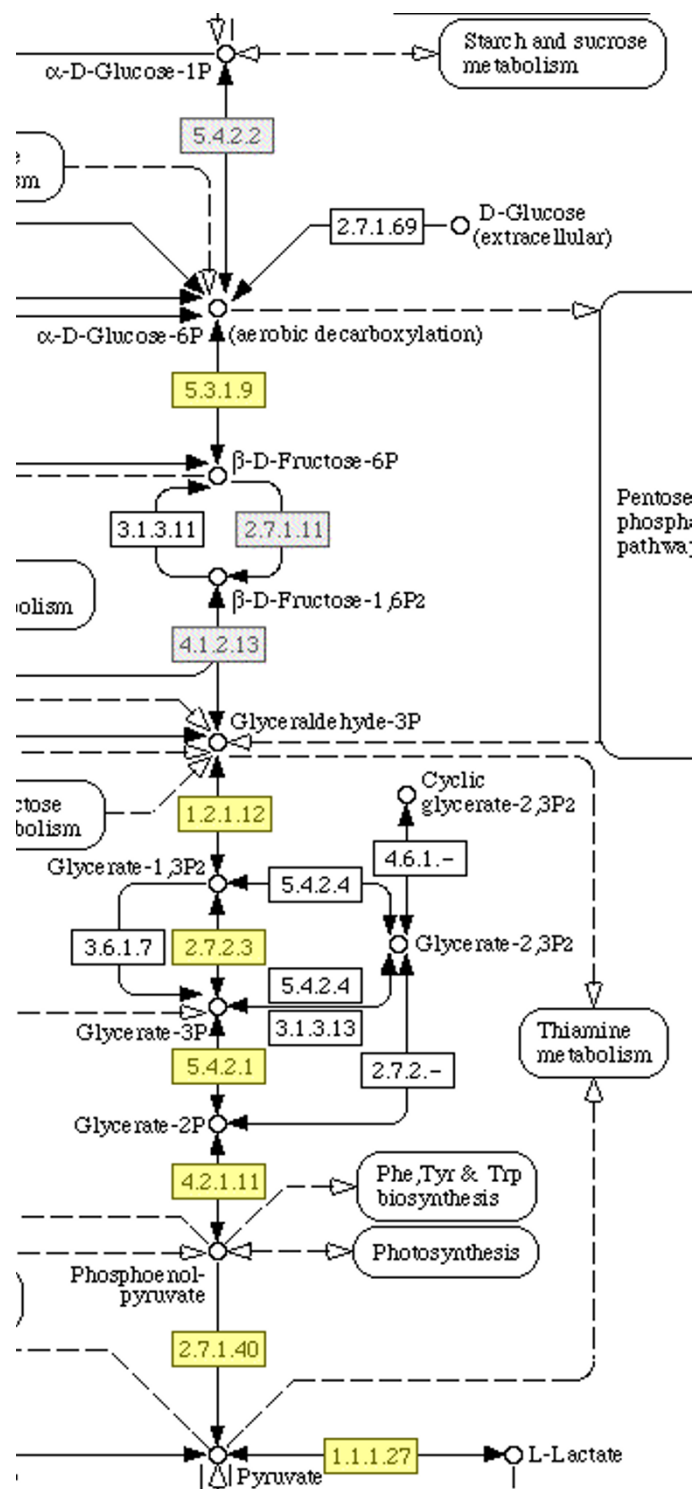 Starch and sucrose
metabolism
α-D-Glucose-1P
5.4.2.2
sm
2.7.1.69
D-Glucose
(extracellular)
α-D-Glucose-6P
(aerobic decarboxylation)
5.3.1.9
β-D-Fructose-6P
3.1.3.11
2.7.1.11
Pentose
phospha
pathway
β-D-Fructose-1,6P2
olism
4.1.2.13
Glyceraldehyde-3P
ctose
bolism
1.2.1.12
Cyclic
glycerate-2,3P2
4.6.1.-
Glycerate-1,3P2
5.4.2.4
3.6.1.7
2.7.2.3
Glycerate-2,3P2
5.4.2.4
3.1.3.13
Glycerate-3P
Thiamine
metabolism
5.4.2.1
2.7.2.-
Glycerate-2P
4.2.1.11
Phe,Tyr & Trp
biosynthesis
Photosynthesis
Phosphoenol-
pyruvate
2.7.1.40
1.1.1.27
L-Lactate
Pyruvate